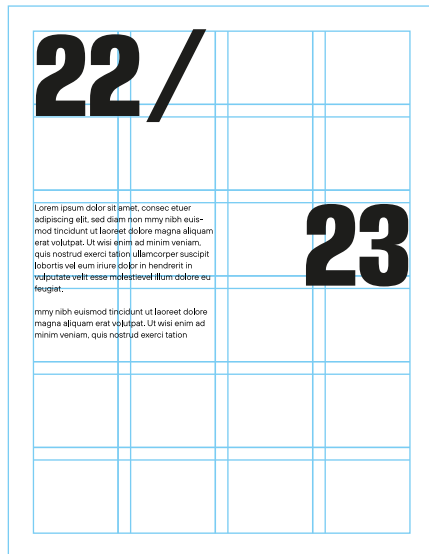 22/
Lorem ipsum dolor sit amet, consec etuer
adipiscing elit, sed diam non mmy nibh euis-
mod tincidunt ut laoreet dolore magna aliquam
erat volutpat. Ut wisi enim ad minim veniam,
quis nostrud exerci tation ullamcorper suscipit
lobortis vel eum iriure dolor in hendrerit in
vulputate velit esse molestievel illum dolore eu
feugiat.
mmy nibh euismod tincidunt ut laoreet dolore
magna aliquam erat volutpat. Ut wisi enim ad
minim veniam, quis nostrud exerci tation
23